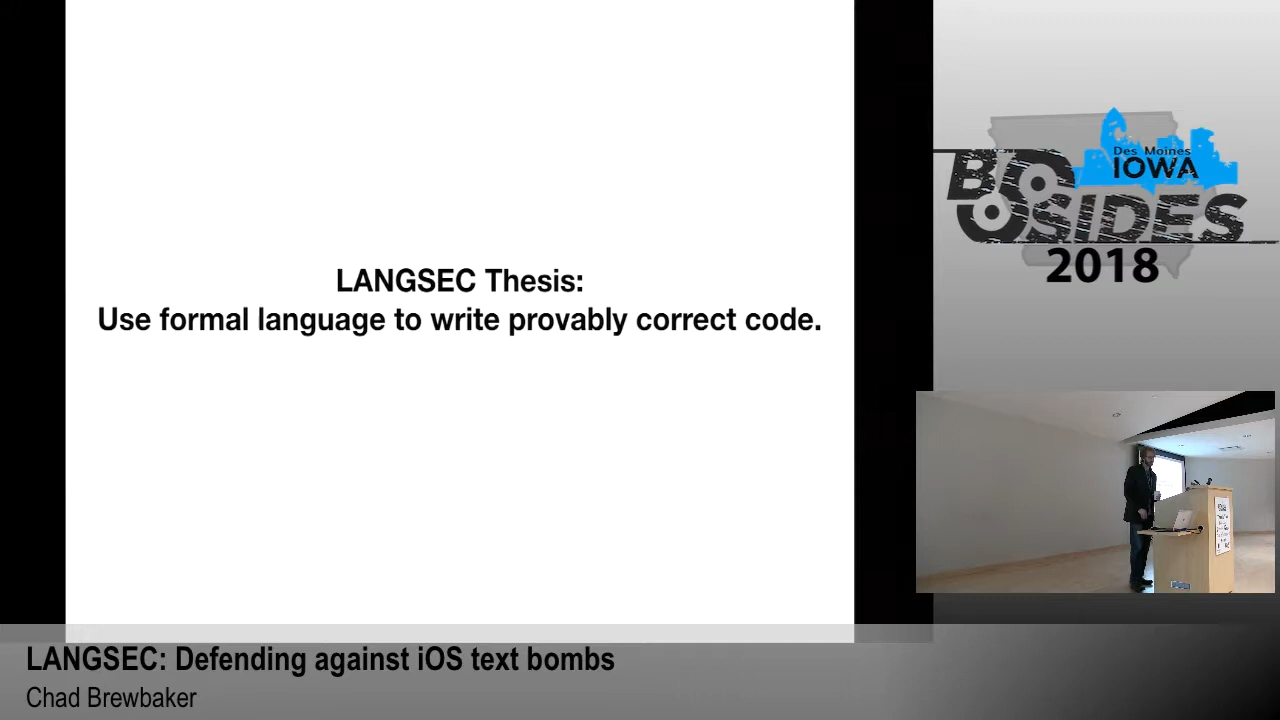 LANGSEC Thesis:
Use formal language to write provably correct code.
Des Moines
IOWA
BSIDES
2018
LANGSEC: Defending against iOS text bombs
Chad Brewbaker